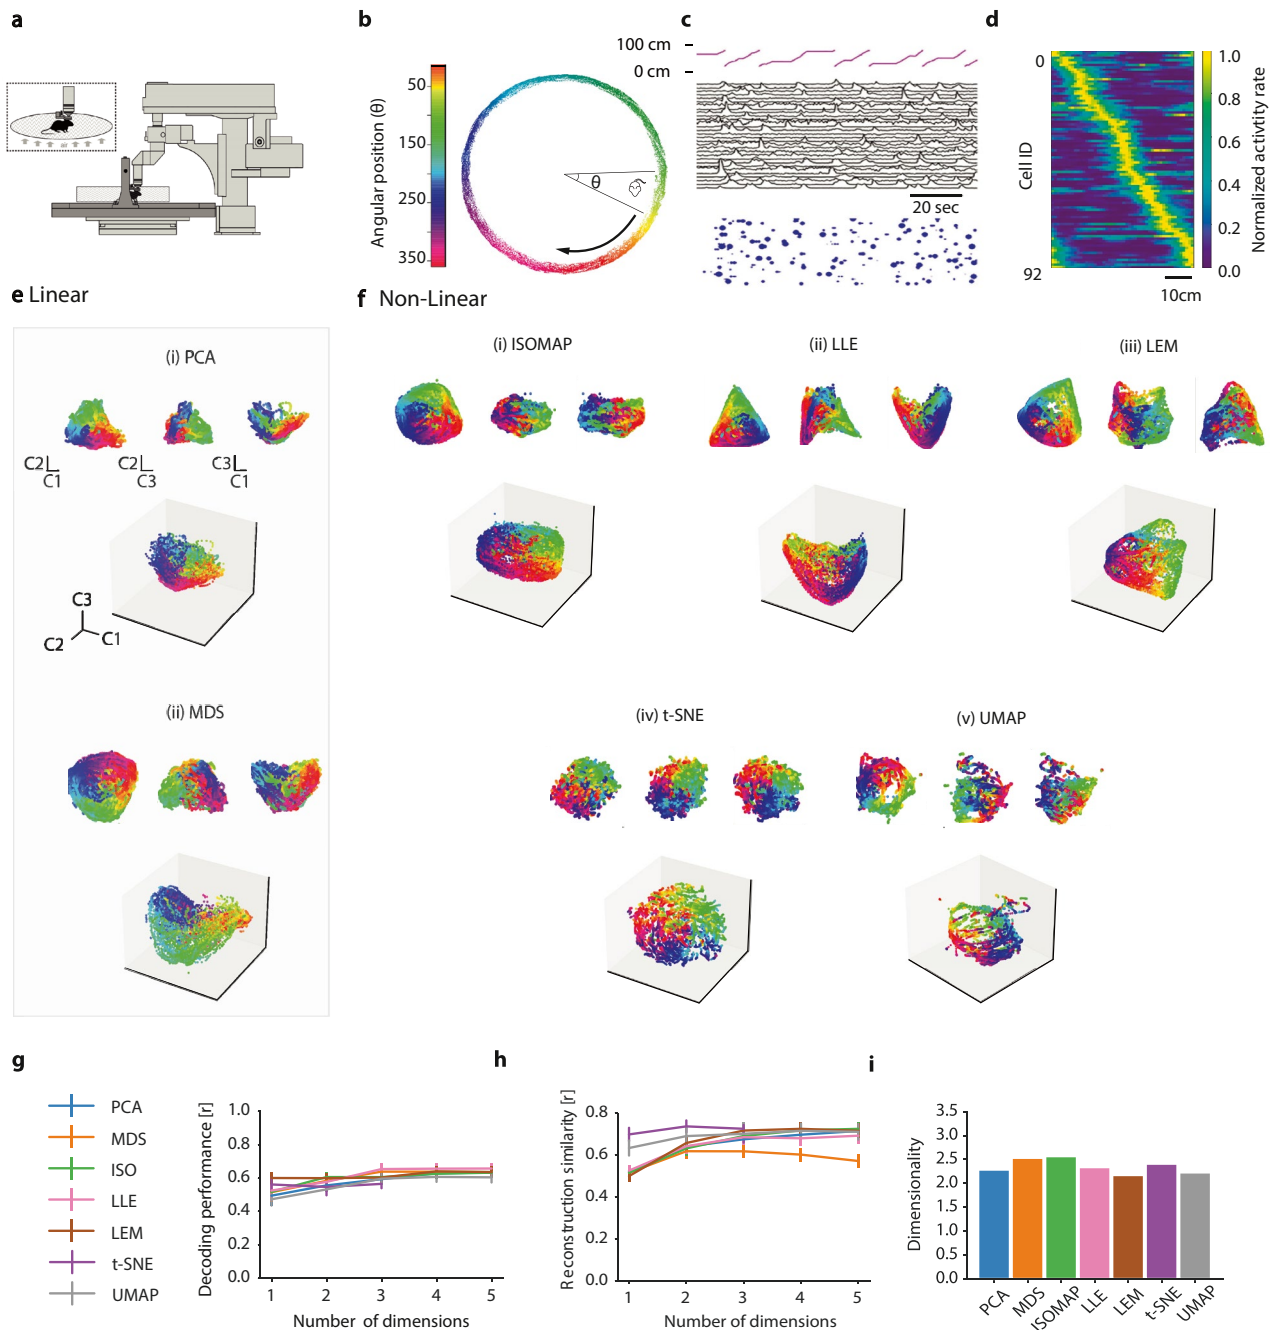 a
b
c
d
Angular position (θ)
50
150
250
350
θ
100 cm
0 cm
20 sec
Cell ID
0
92
10cm
1.0
0.8
0.6
0.4
0.2
0.0
Normalized activtity rate
e Linear
f Non-Linear
(i) PCA
C2
C1
C2
C3
C3
C1
C3
C2
C1
(ii) MDS
(i) ISOMAP
(ii) LLE
(iii) LEM
(iv) t-SNE
(v) UMAP
g
PCA
MDS
ISO
LLE
LEM
t-SNE
UMAP
Decoding performance [r]
1.0
0.8
0.6
0.4
0.2
0.0
1 2 3 4 5
Number of dimensions
h
Reconstruction similarity [r]
0.8
0.6
0.4
0.2
0.0
1 2 3 4 5
Number of dimensions
i
Dimensionality
3.5
3.0
2.5
2.0
1.5
1.0
0.5
0.0
PCA
MDS
ISOMAP
LLE
LEM
t-SNE
UMAP